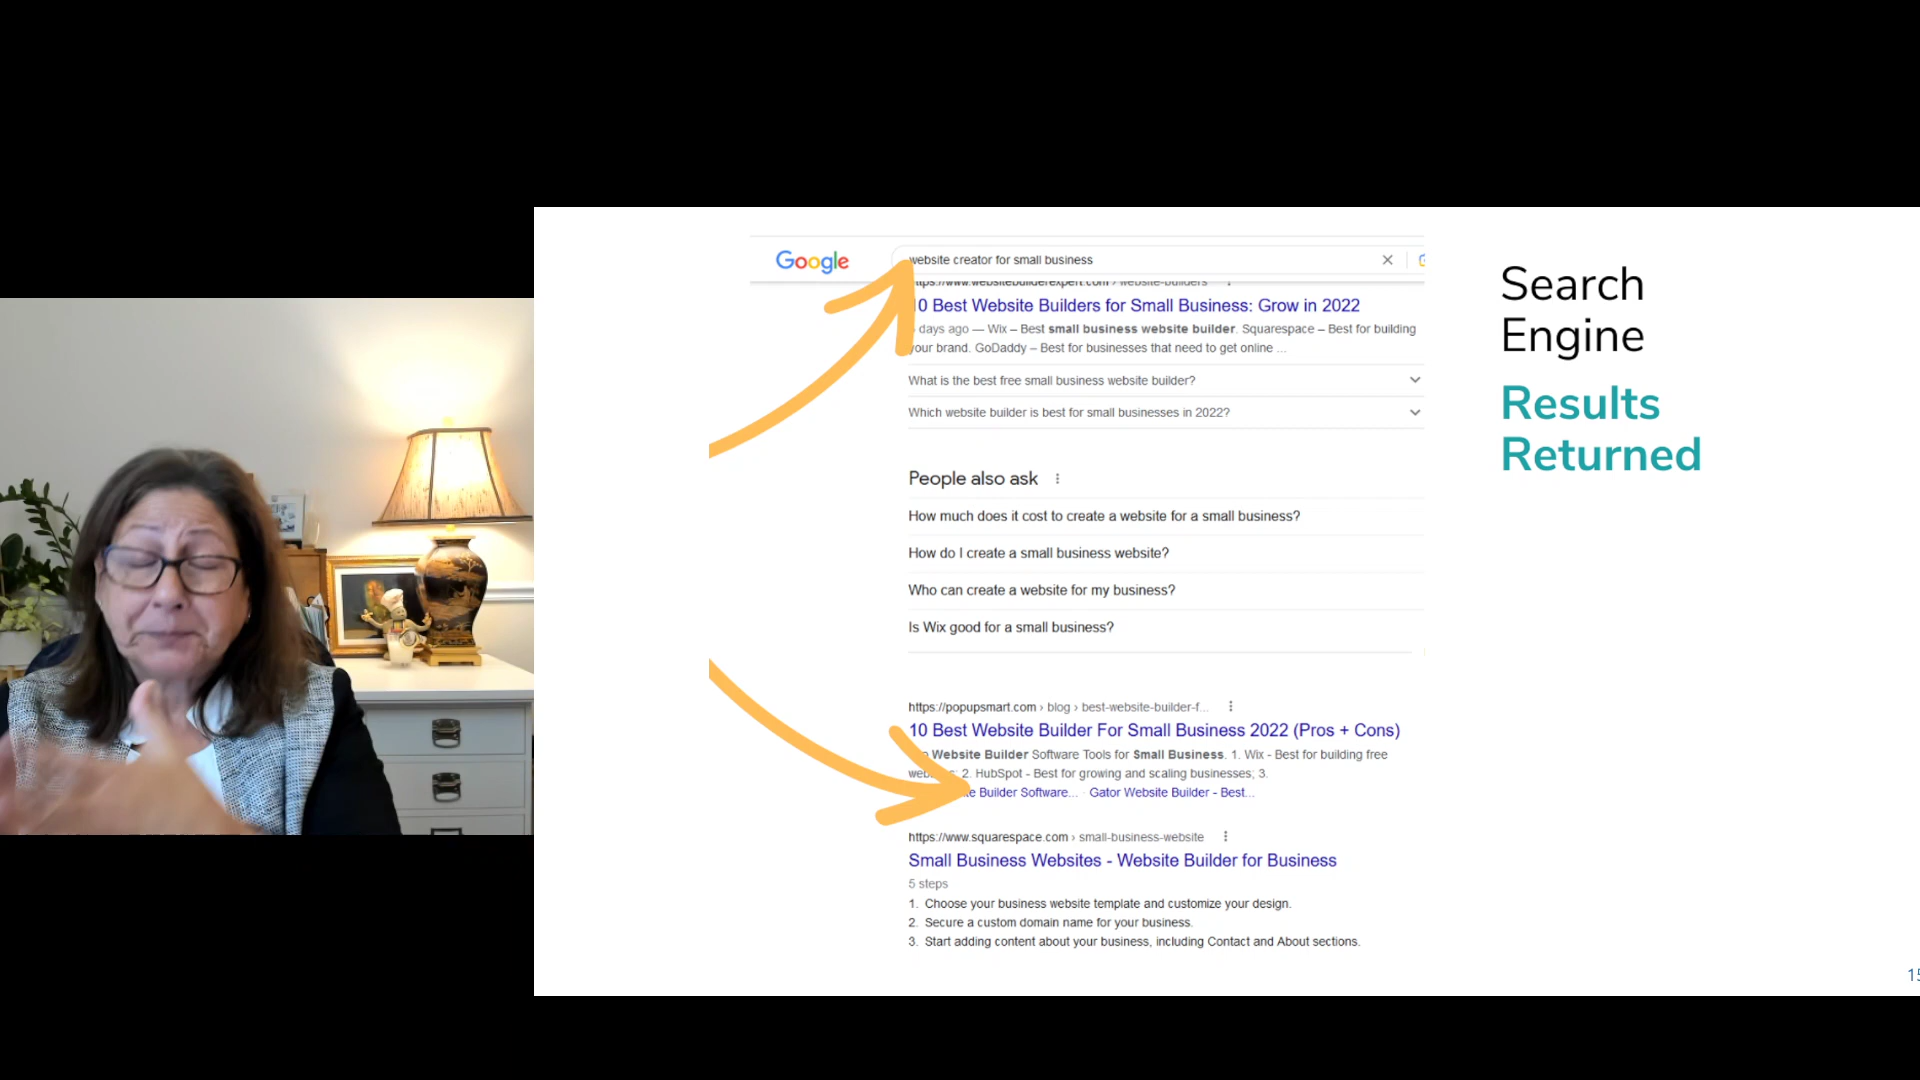 Google
website creator for small business
https://www.websitebuilderexpert.com › website-builders
10 Best Website Builders for Small Business: Grow in 2022
days ago — Wix – Best small business website builder. Squarespace – Best for building
your brand. GoDaddy – Best for businesses that need to get online ...
What is the best free small business website builder?
Which website builder is best for small businesses in 2022?
People also ask
How much does it cost to create a website for a small business?
How do I create a small business website?
Who can create a website for my business?
Is Wix good for a small business?
https://popupsmart.com › blog › best-website-builder-f...
10 Best Website Builder For Small Business 2022 (Pros + Cons)
Website Builder Software Tools for Small Business. 1. Wix - Best for building free
2. HubSpot - Best for growing and scaling businesses; 3.
Builder Software... · Gator Website Builder - Best...
https://www.squarespace.com › small-business-website
Small Business Websites - Website Builder for Business
5 steps
1. Choose your business website template and customize your design.
2. Secure a custom domain name for your business.
3. Start adding content about your business, including Contact and About sections.
Search
Engine
Results
Returned